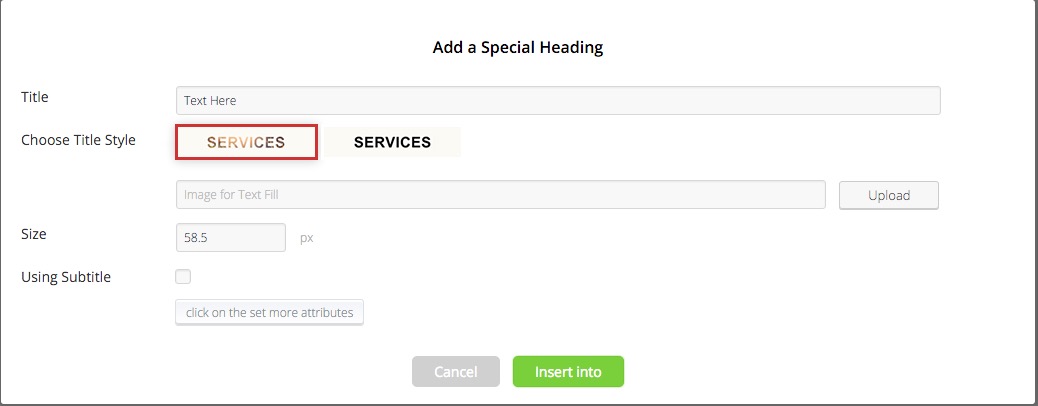 Add a Special Heading
Title
Text Here
Choose Title Style
SERVICES
SERVICES
Image for Text Fill
Upload
Size
58.5
px
Using Subtitle
click on the set more attributes
Cancel
Insert into